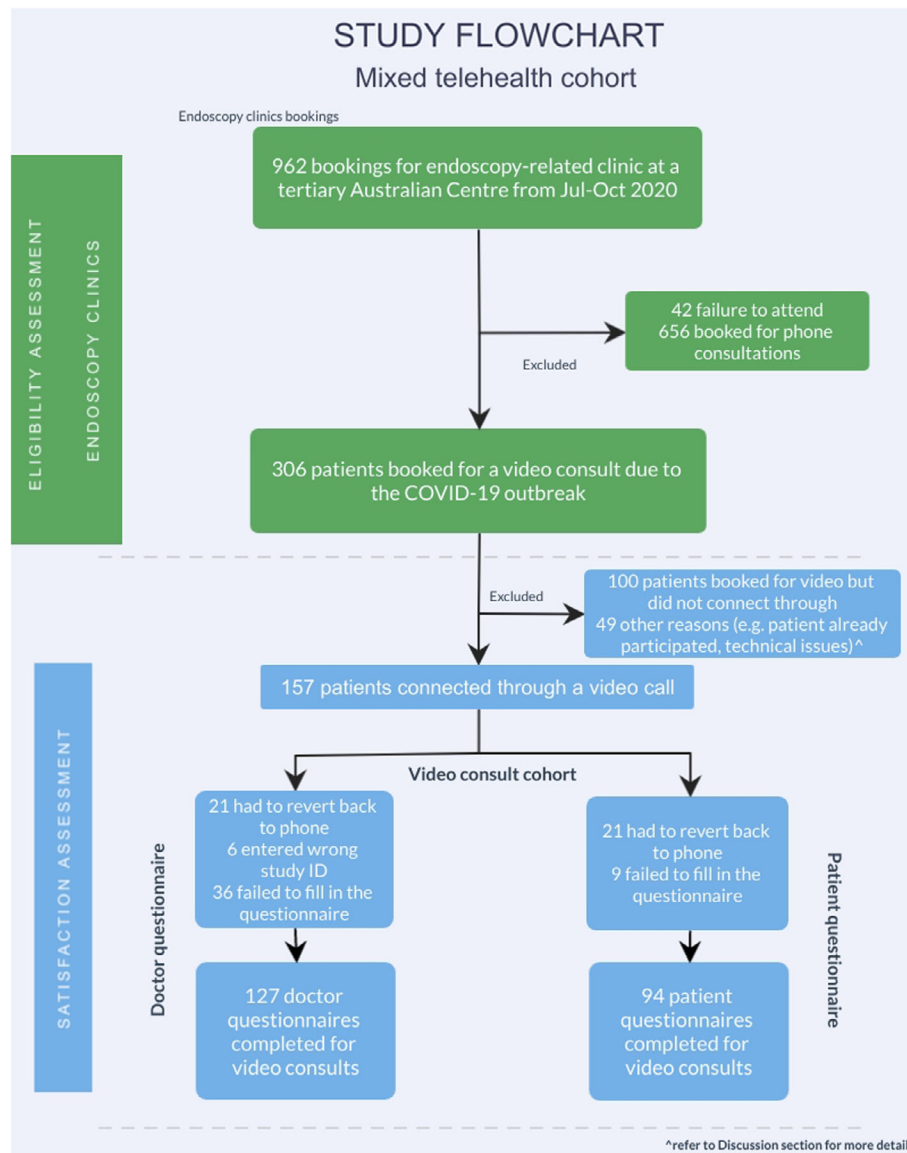 STUDY FLOWCHART
Mixed telehealth cohort
Endoscopy clinics bookings
962 bookings for endoscopy-related clinic at a
tertiary Australian Centre from Jul-Oct 2020
ELIGIBILITY ASSESSMENT
ENDOSCOPY CLINICS
42 failure to attend
656 booked for phone
consultations
Excluded
306 patients booked for a video consult due to
the COVID-19 outbreak
Excluded
100 patients booked for video but
did not connect through
49 other reasons (e.g. patient already
participated, technical issues)^
157 patients connected through a video call
SATISFACTION ASSESSMENT
Video consult cohort
Doctor questionnaire
21 had to revert back
to phone
6 entered wrong
study ID
36 failed to fill in the
questionnaire
21 had to revert back
to phone
9 failed to fill in the
questionnaire
Patient questionnaire
127 doctor
questionnaires
completed for
video consults
94 patient
questionnaires
completed for
video consults
^refer to Discussion section for more detail